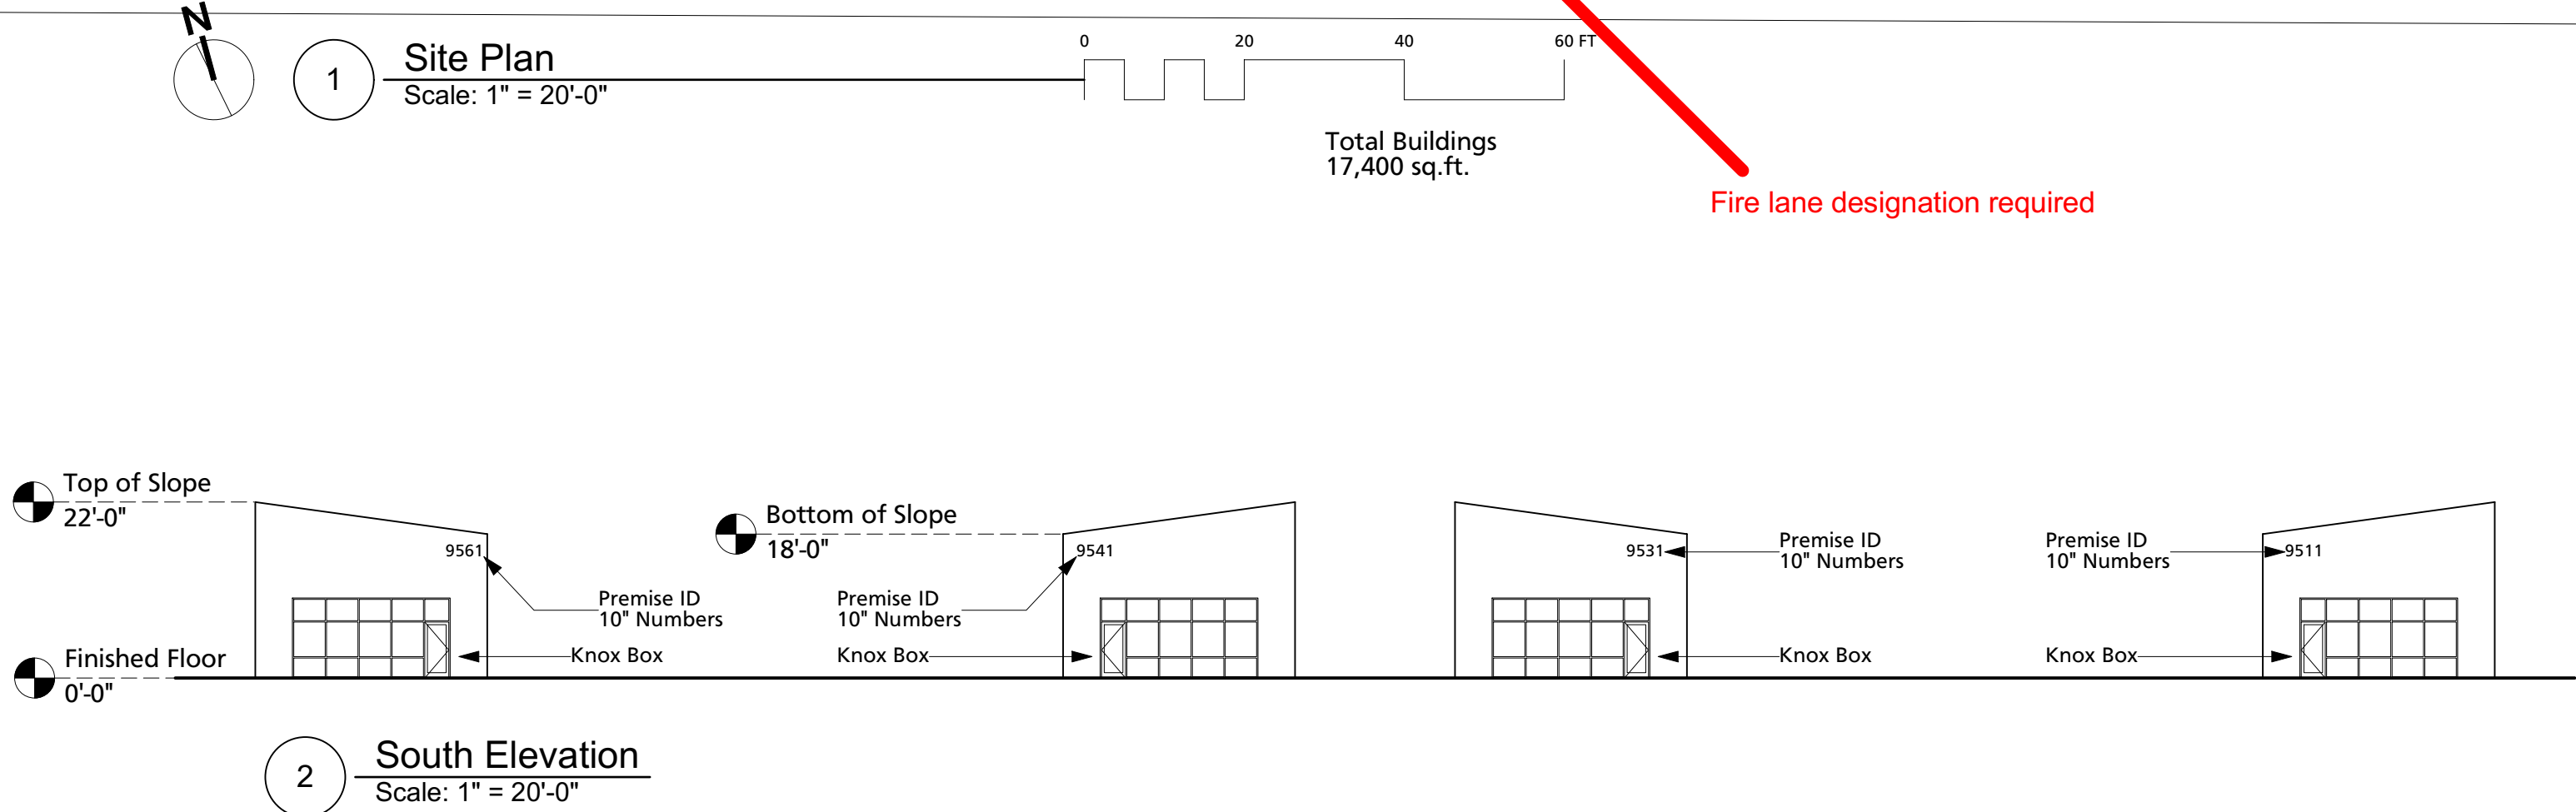 N
1
Site Plan
Scale: 1" = 20'-0"
0 20 40 60 FT
Total Buildings
17,400 sq.ft.
Fire lane designation required
Top of Slope
22'-0"
Bottom of Slope
18'-0"
Finished Floor
0'-0"
9561
Premise ID
10" Numbers
Knox Box
9541
Premise ID
10" Numbers
Knox Box
9531
Premise ID
10" Numbers
Knox Box
9511
Premise ID
10" Numbers
Knox Box
2
South Elevation
Scale: 1" = 20'-0"